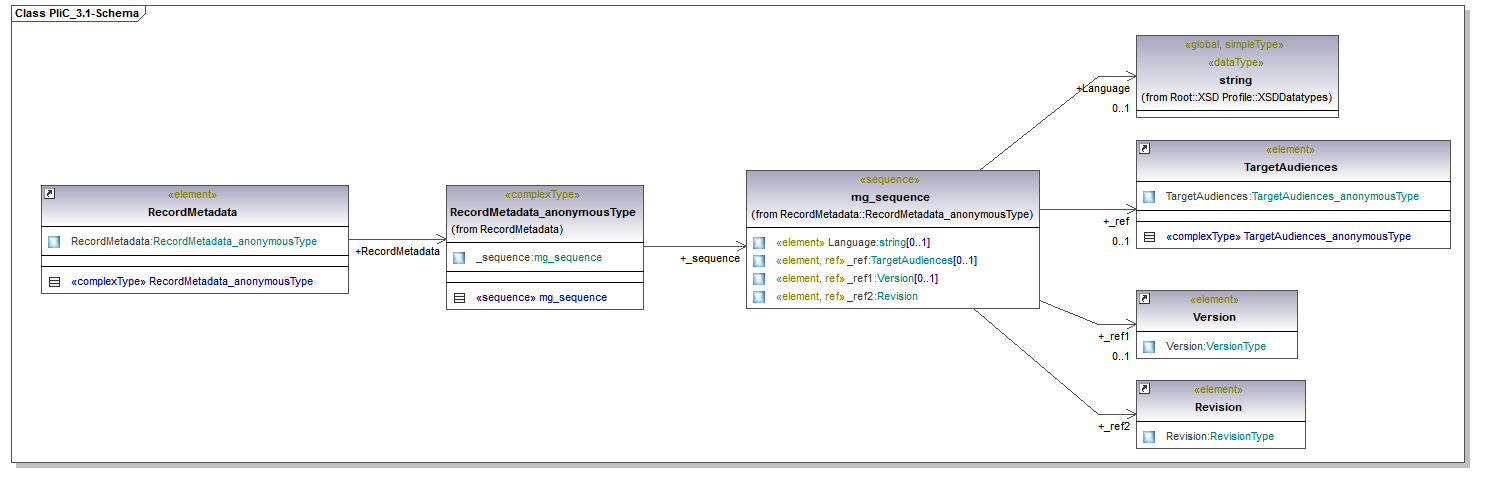 Class PliC_3.1-Schema
«element»
RecordMetadata
RecordMetadata:RecordMetadata_anonymousType
«complexType» RecordMetadata_anonymousType
+RecordMetadata
«complexType»
RecordMetadata_anonymousType
(from RecordMetadata)
_sequence:mg_sequence
«sequence» mg_sequence
+_sequence
«sequence»
mg_sequence
(from RecordMetadata::RecordMetadata_anonymousType)
«element» Language:string[0..1]
«element, ref» _ref:TargetAudiences[0..1]
«element, ref» _ref1:Version[0..1]
«element, ref» _ref2:Revision
+Language
0..1
«global, simpleType»
«dataType»
string
(from Root::XSD Profile::XSDDatatypes)
+_ref
0..1
«element»
TargetAudiences
TargetAudiences:TargetAudiences_anonymousType
«complexType» TargetAudiences_anonymousType
+_ref1
0..1
«element»
Version
Version:VersionType
+_ref2
«element»
Revision
Revision:RevisionType